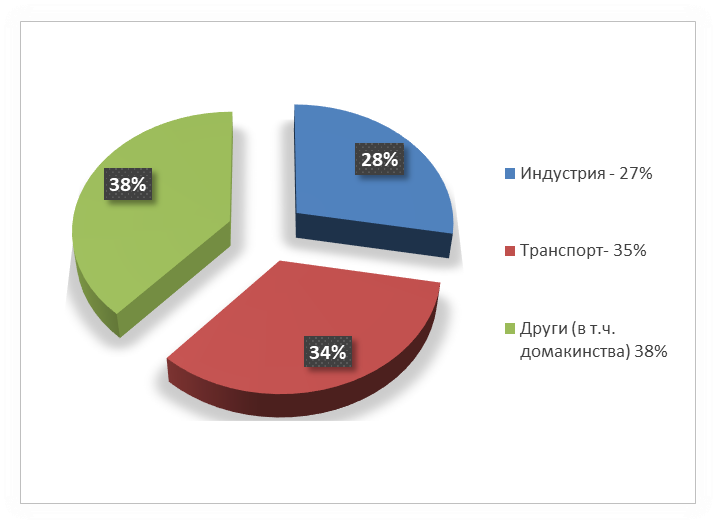 28%
38%
34%
Индустрия - 27%
Транспорт- 35%
Други (в т.ч.
домакинства) 38%